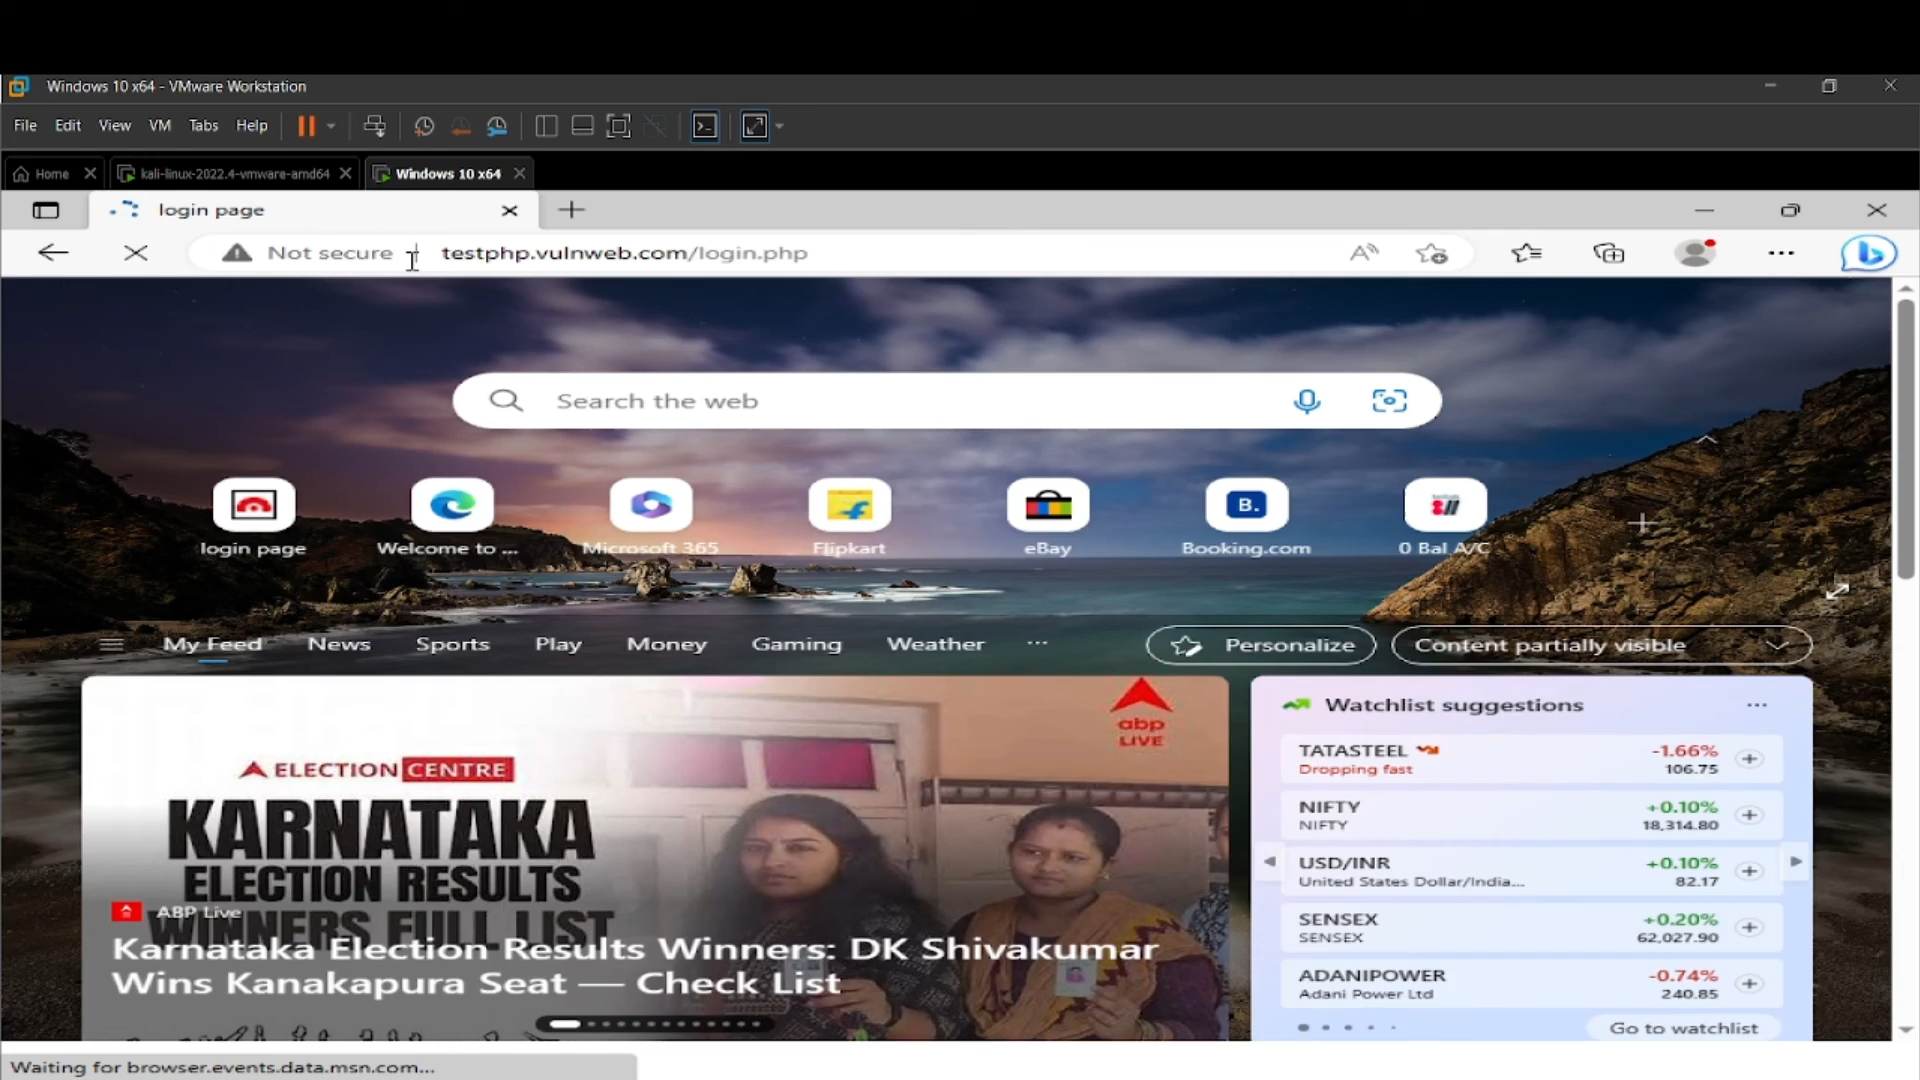 Windows 10 x64 - VMware Workstation
File Edit View VM Tabs Help
Home kali-linux-2022.4-vmware-amd64 Windows 10 x64
login page
Not secure testphp.vulnweb.com/login.php
Search the web
login page Welcome to ... Microsoft 365 Flipkart eBay Booking.com 0 Bal A/C
My Feed News Sports Play Money Gaming Weather ... Personalize Content partially visible
abp
LIVE
ELECTION CENTRE
KARNATAKA
ELECTION RESULTS
WINNERS FULL LIST
ABP Live
Karnataka Election Results Winners: DK Shivakumar
Wins Kanakapura Seat — Check List
Watchlist suggestions
TATASTEEL -1.66%
Dropping fast 106.75
NIFTY +0.10%
NIFTY 18,314.80
USD/INR +0.10%
United States Dollar/India... 82.17
SENSEX +0.20%
SENSEX 62,027.90
ADANIPOWER -0.74%
Adani Power Ltd 240.85
Go to watchlist
Waiting for browser.events.data.msn.com...